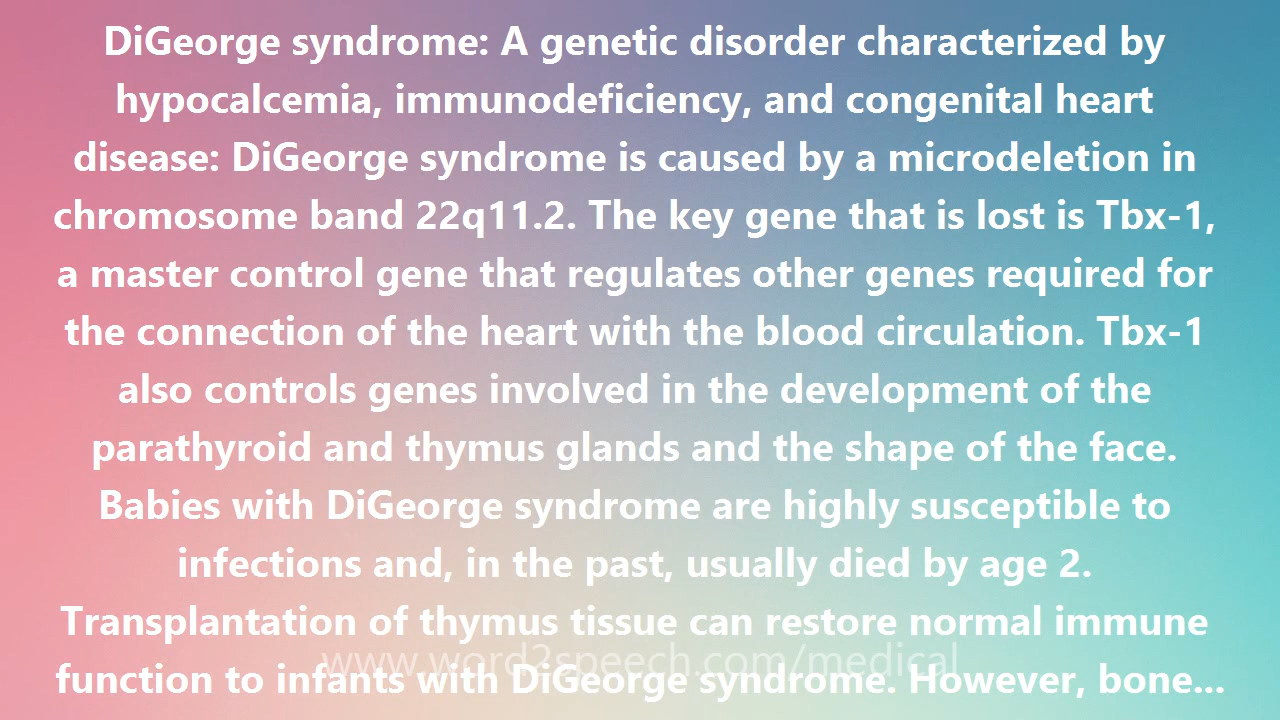 DiGeorge syndrome: A genetic disorder characterized by
hypocalcemia, immunodeficiency, and congenital heart
disease: DiGeorge syndrome is caused by a microdeletion in
chromosome band 22q11.2. The key gene that is lost is Tbx-1,
a master control gene that regulates other genes required for
the connection of the heart with the blood circulation. Tbx-1
also controls genes involved in the development of the
parathyroid and thymus glands and the shape of the face.
Babies with DiGeorge syndrome are highly susceptible to
infections and, in the past, usually died by age 2.
Transplantation of thymus tissue can restore normal immune
www.word2speech.com/medical
function to infants with DiGeorge syndrome. However, bone...